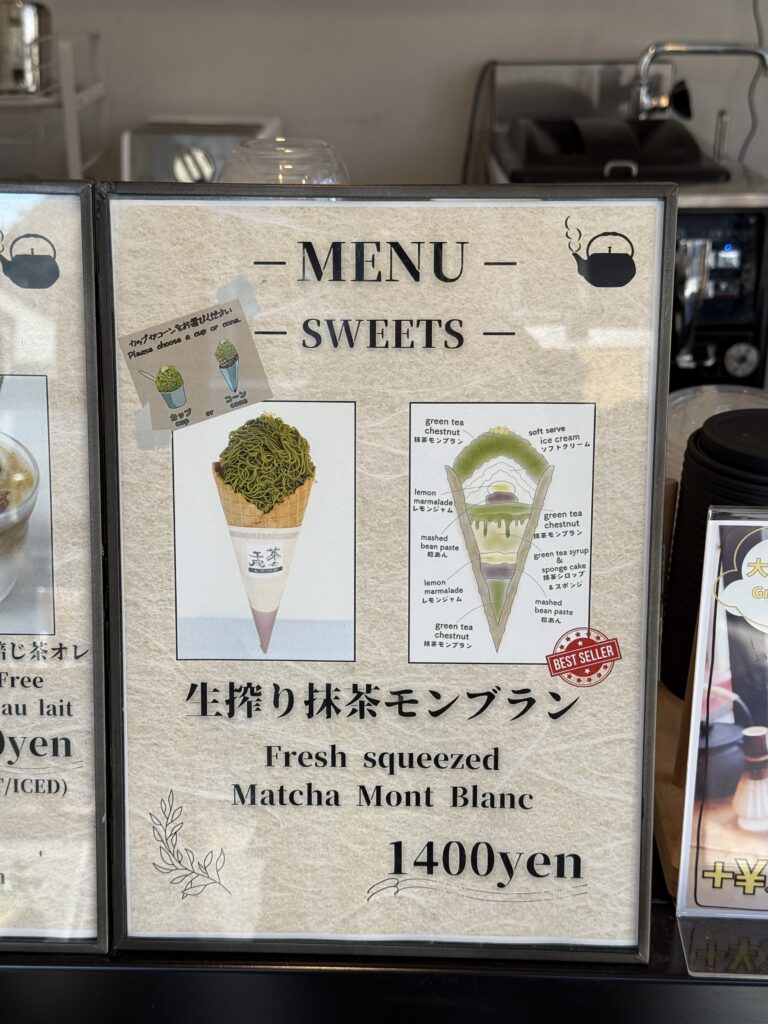 MENU
SWEETS
カップかコーンをお選びください
Please choose a cup or cone.
カップ
cup
or
コーン
cone
green tea
chestnut
抹茶モンブラン
soft serve
ice cream
ソフトクリーム
lemon
marmalade
レモンジャム
green tea
chestnut
抹茶モンブラン
mashed
bean paste
粒あん
green tea syrup
&
sponge cake
抹茶シロップ
&スポンジ
lemon
marmalade
レモンジャム
mashed
bean paste
green tea
chestnut
抹茶モンブラン
BEST SELLER
生搾り抹茶モンブラン
Fresh squeezed
Matcha Mont Blanc
1400yen
じ茶オレ
Free
au lait
0yen
/ICED)
大
+¥